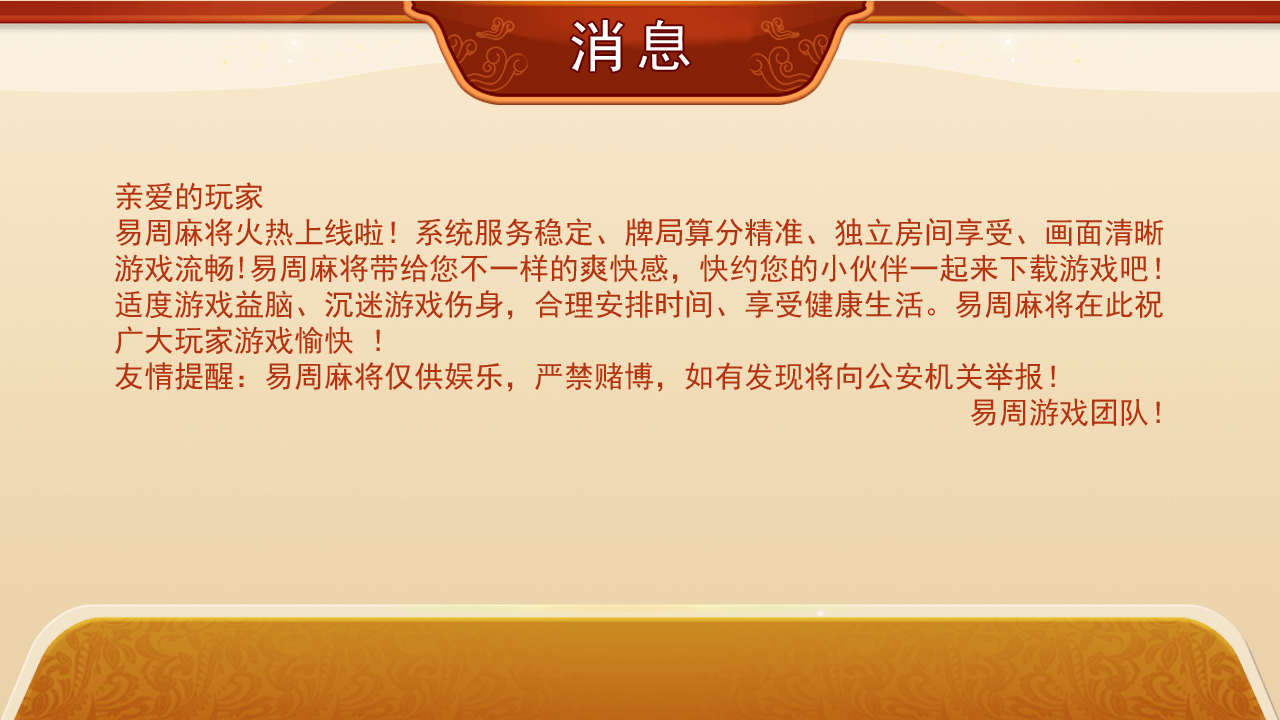 消息
亲爱的玩家
易周麻将火热上线啦！系统服务稳定、牌局算分精准、独立房间享受、画面清晰
游戏流畅!易周麻将带给您不一样的爽快感，快约您的小伙伴一起来下载游戏吧!
适度游戏益脑、沉迷游戏伤身，合理安排时间、享受健康生活。易周麻将在此祝
广大玩家游戏愉快 ！
友情提醒：易周麻将仅供娱乐，严禁赌博，如有发现将向公安机关举报！
易周游戏团队！